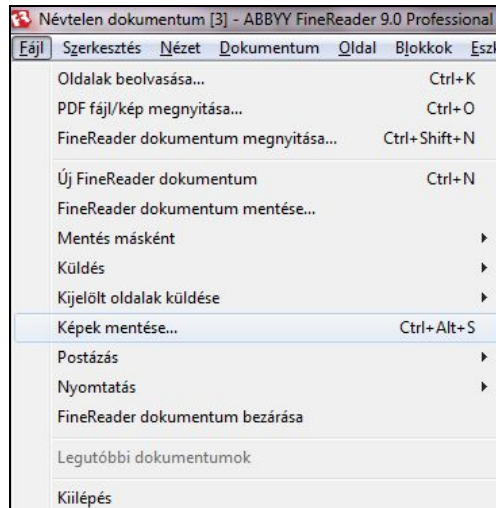 Névtelen dokumentum [3] - ABBYY FineReader 9.0 Professional
Fájl Szerkesztés Nézet Dokumentum Oldal Blokkok Eszk
Oldalak beolvasása... Ctrl+K
PDF fájl/kép megnyitása... Ctrl+O
FineReader dokumentum megnyitása... Ctrl+Shift+N
Új FineReader dokumentum Ctrl+N
FineReader dokumentum mentése...
Mentés másként
Küldés
Kijelölt oldalak küldése
Képek mentése... Ctrl+Alt+S
Postázás
Nyomtatás
FineReader dokumentum bezárása
Legutóbbi dokumentumok
Kiilépés